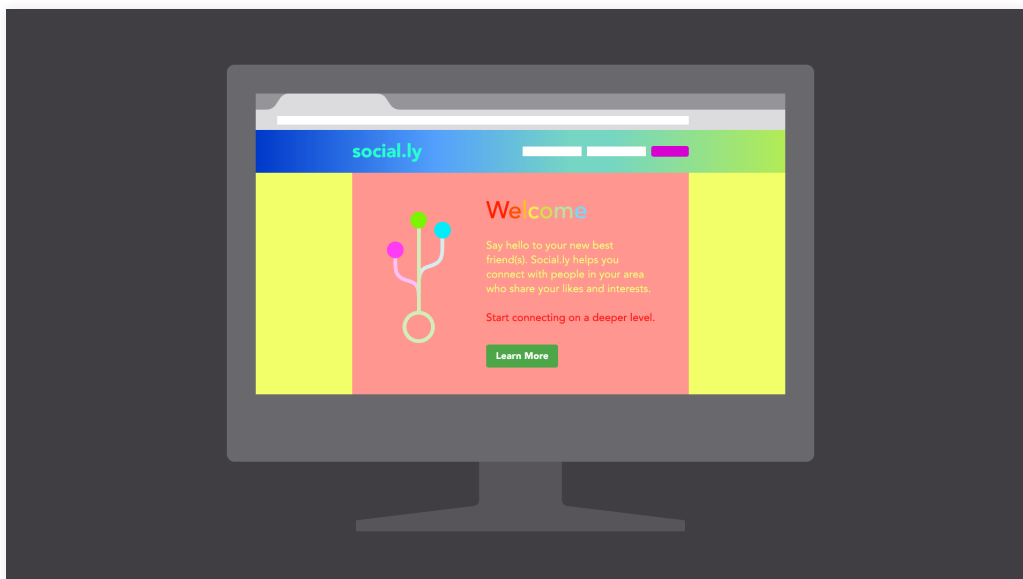 social.ly
Welcome
Say hello to your new best
friend(s). Social.ly helps you
connect with people in your area
who share your likes and interests.
Start connecting on a deeper level.
Learn More